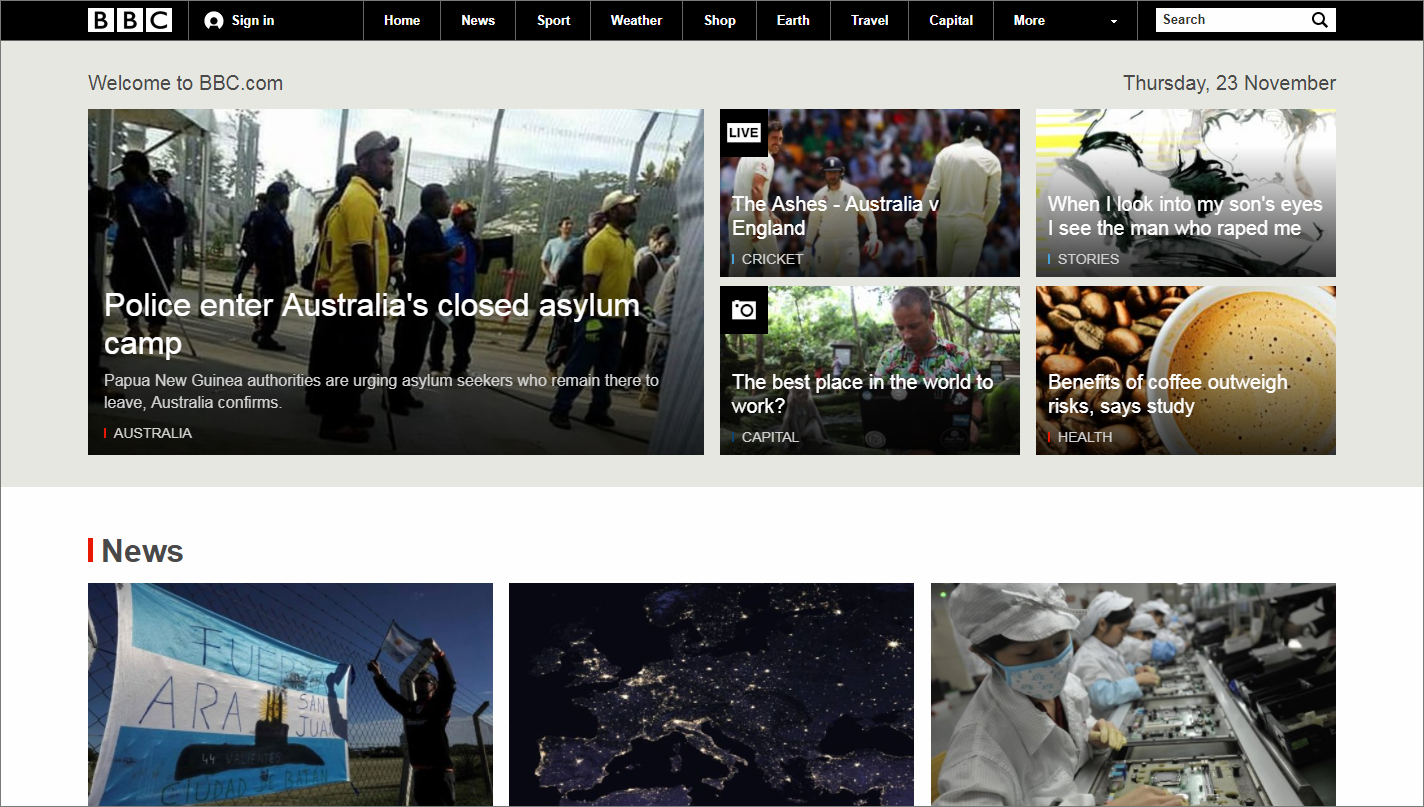 BBC Sign in Home News Sport Weather Shop Earth Travel Capital More Search
Welcome to BBC.com
Thursday, 23 November
Police enter Australia's closed asylum
camp
Papua New Guinea authorities are urging asylum seekers who remain there to
leave, Australia confirms.
AUSTRALIA
LIVE
The Ashes - Australia v
England
CRICKET
When I look into my son's eyes
I see the man who raped me
STORIES
The best place in the world to
work?
CAPITAL
Benefits of coffee outweigh
risks, says study
HEALTH
News
ARA
SAN
JUAN
44 VALIENTES
CIUDAD DE BATAN